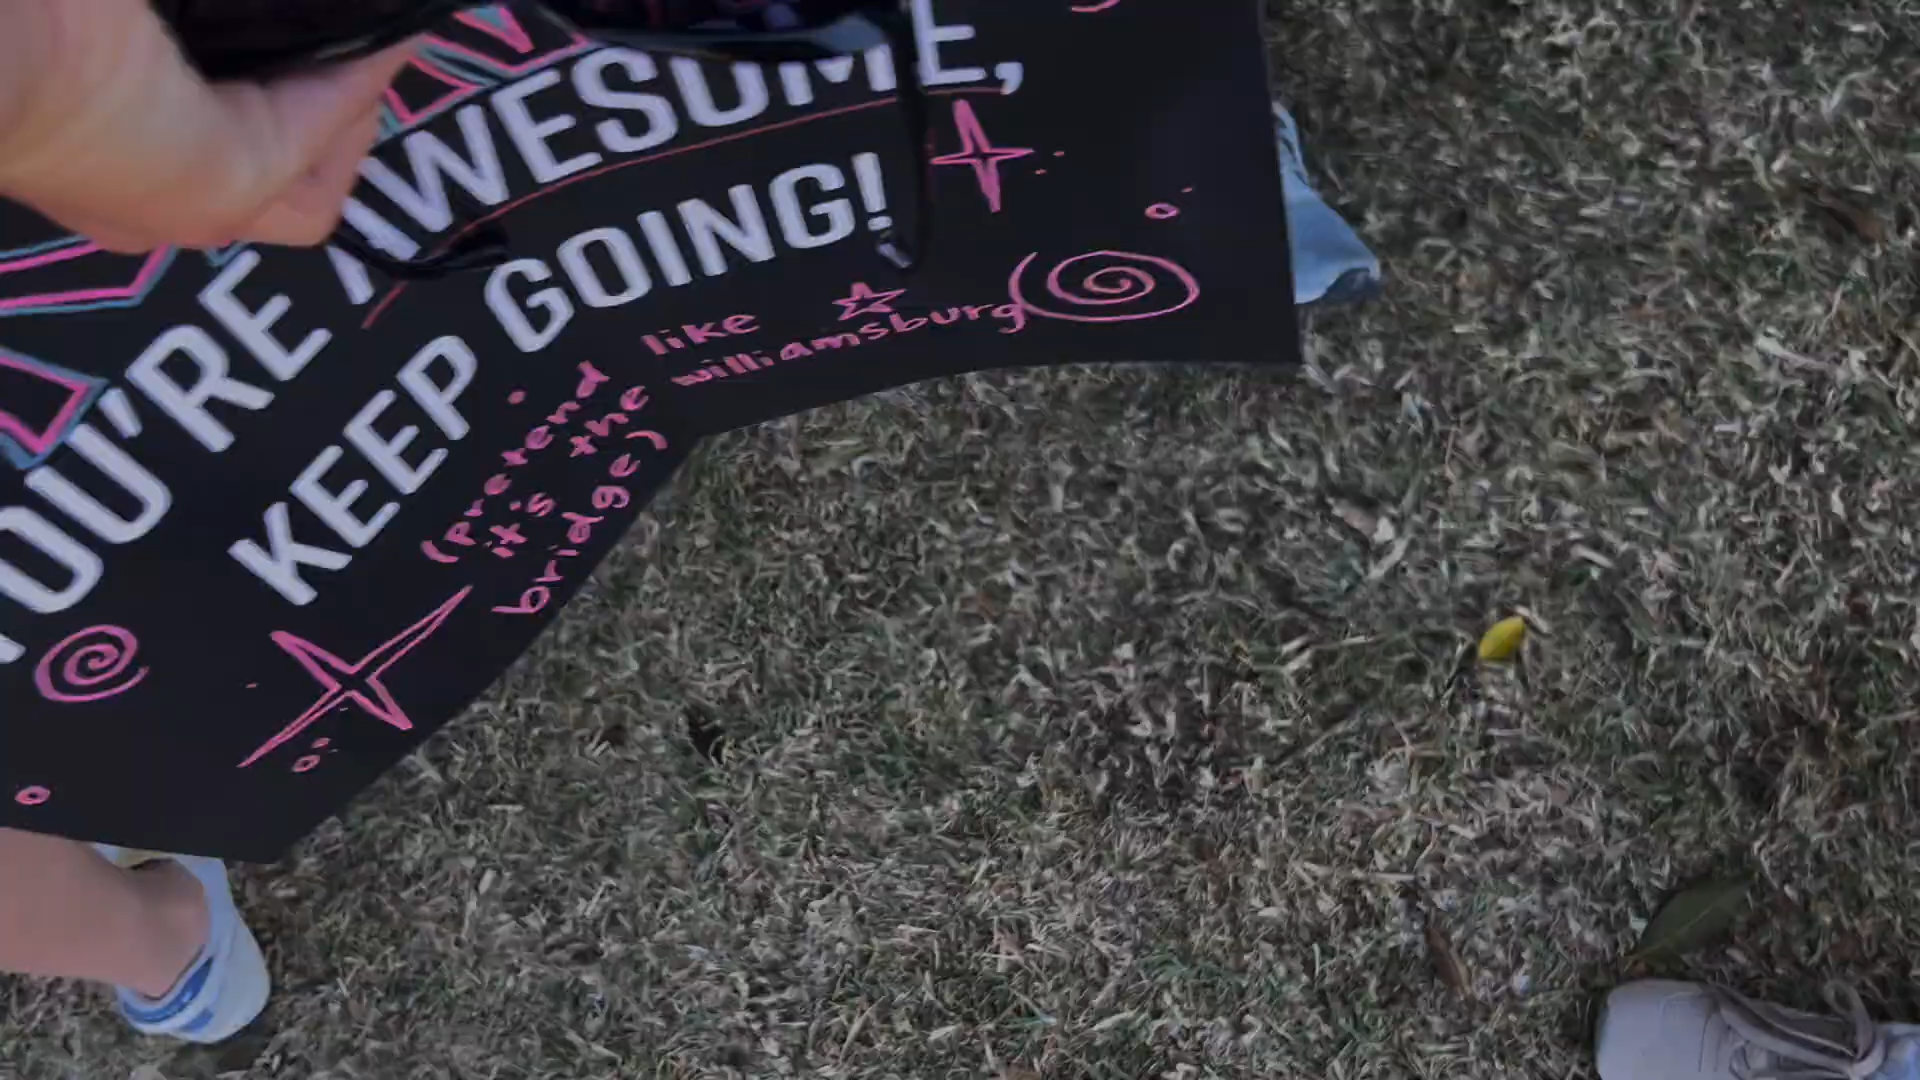 YOU'RE AWESOME,
KEEP GOING!
(pretend like
it's the williamsburg
bridge)